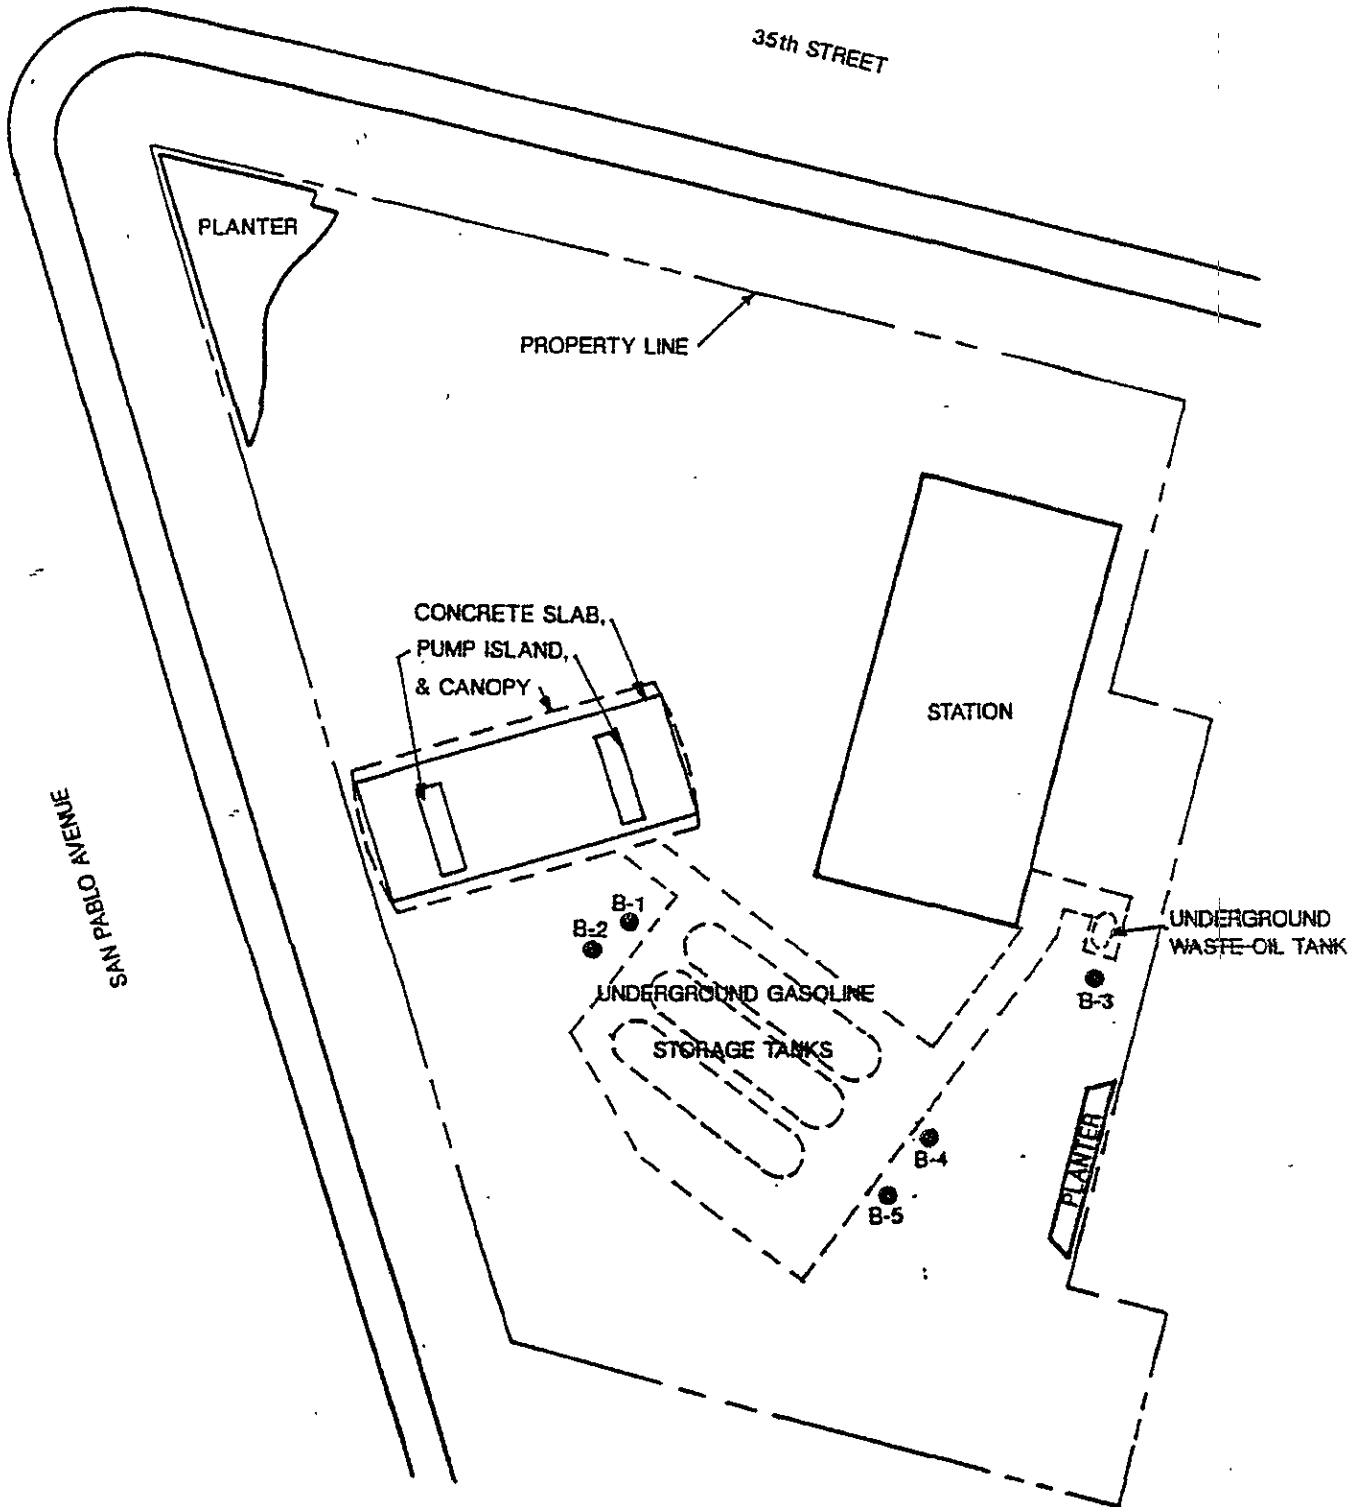 35th STREET
PLANTER
PROPERTY LINE
CONCRETE SLAB,
PUMP ISLAND,
& CANOPY
STATION
SAN PABLO AVENUE
B-1
B-2
UNDERGROUND
WASTE OIL TANK
UNDERGROUND GASOLINE
STORAGE TANKS
B-3
PLANTER
B-4
B-5